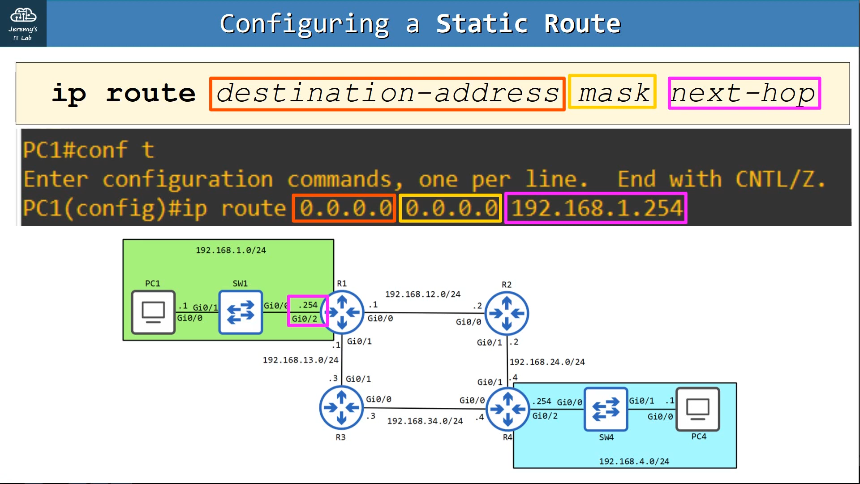 Jeremy's
IT Lab
Configuring a Static Route
ip route destination-address mask next-hop
PC1#conf t
Enter configuration commands, one per line.  End with CNTL/Z.
PC1(config)#ip route 0.0.0.0 0.0.0.0 192.168.1.254
192.168.1.0/24
PC1
SW1
R1
R2
192.168.12.0/24
.1
Gi0/1
Gi0/0
Gi0/0
.254
Gi0/2
.1
Gi0/0
.2
Gi0/0
.1
Gi0/1
Gi0/1
.2
192.168.13.0/24
192.168.24.0/24
.3
Gi0/1
Gi0/1
.4
Gi0/0
.3
192.168.34.0/24
Gi0/0
.4
.254
Gi0/2
Gi0/0
Gi0/1
.1
Gi0/0
R3
R4
SW4
PC4
192.168.4.0/24